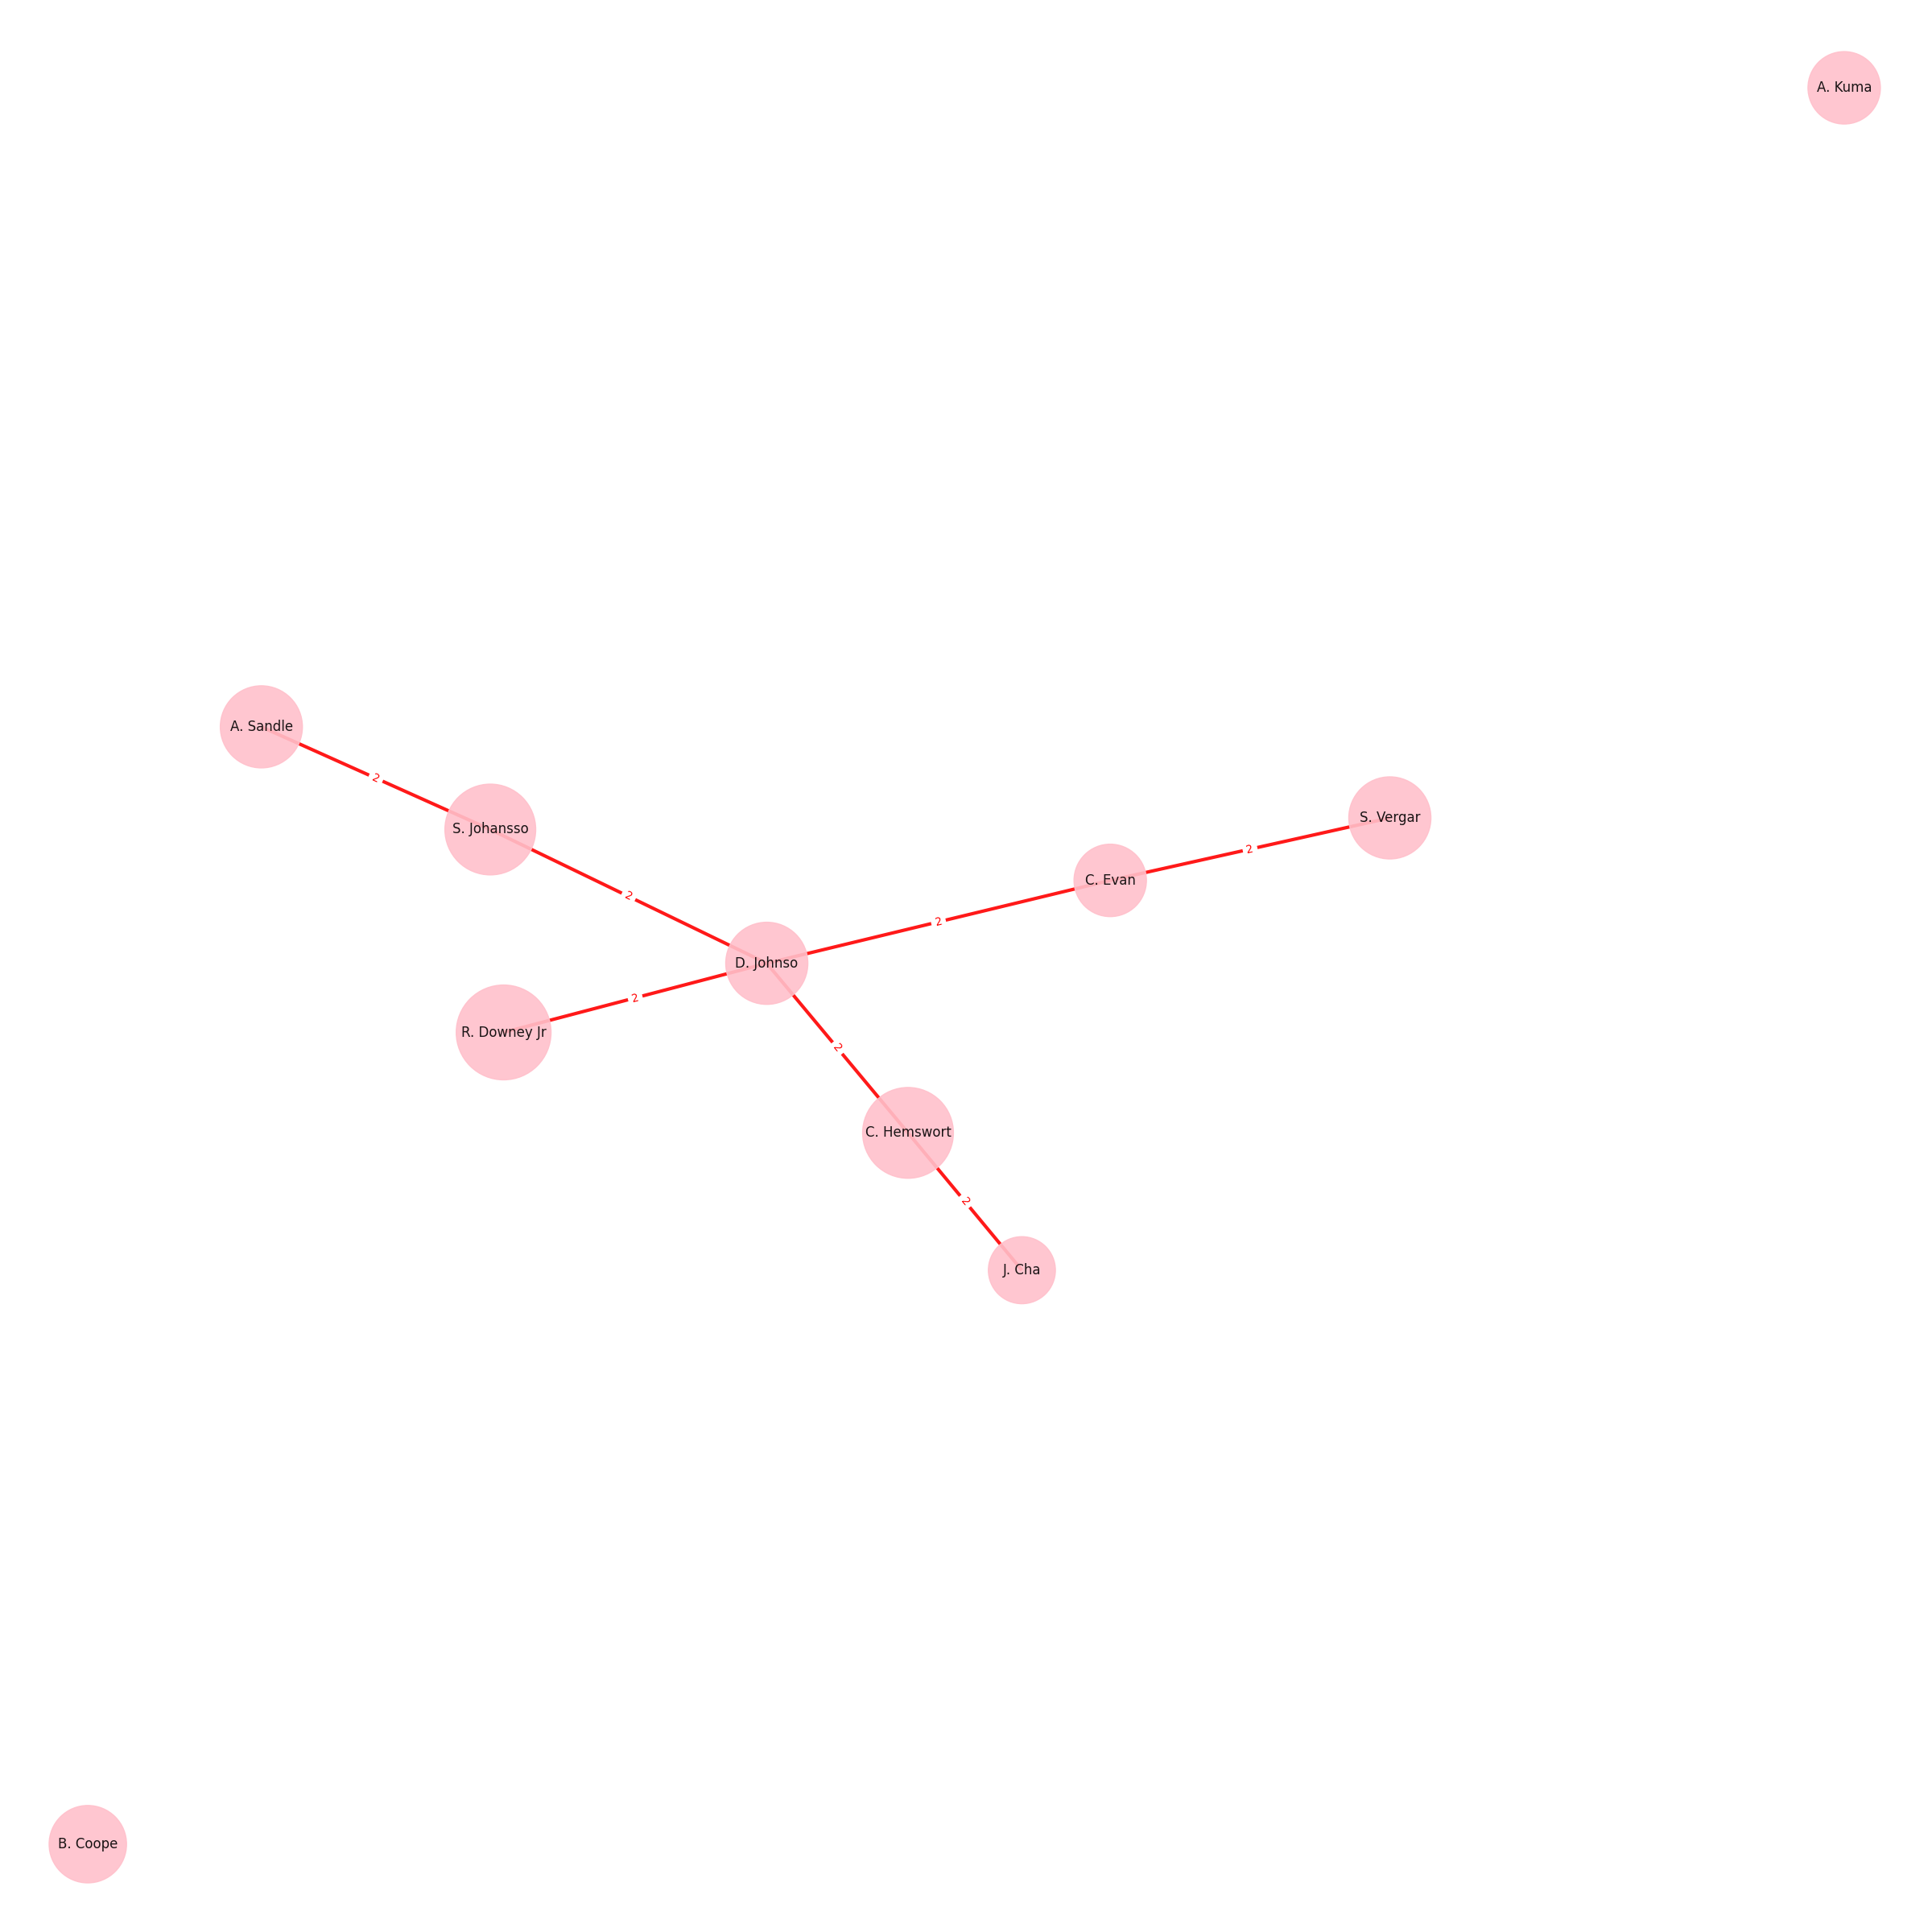 A. Kuma
A. Sandle
2
S. Johansso
S. Vergar
2
C. Evan
2
2
D. Johnso
2
R. Downey Jr
2
C. Hemswort
2
J. Cha
B. Coope